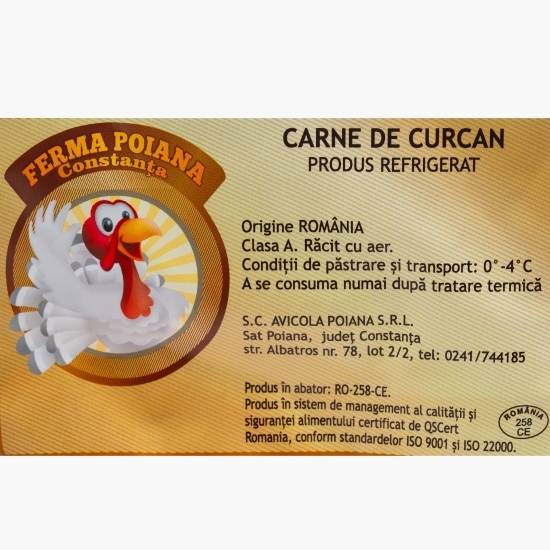 FERMA POIANA
Constanța
CARNE DE CURCAN
PRODUS REFRIGERAT
Origine ROMÂNIA
Clasa A. Răcit cu aer.
Condiții de păstrare și transport: 0°-4°C
A se consuma numai după tratare termică
S.C. AVICOLA POIANA S.R.L.
Sat Poiana, județ Constanța
str. Albatros nr. 78, lot 2/2, tel: 0241/744185
Produs în abator: RO-258-CE.
Produs în sistem de management al calității și
siguranței alimentului certificat de QSCert
Romania, conform standardelor ISO 9001 și ISO 22000.
ROMÂNIA
258
CE